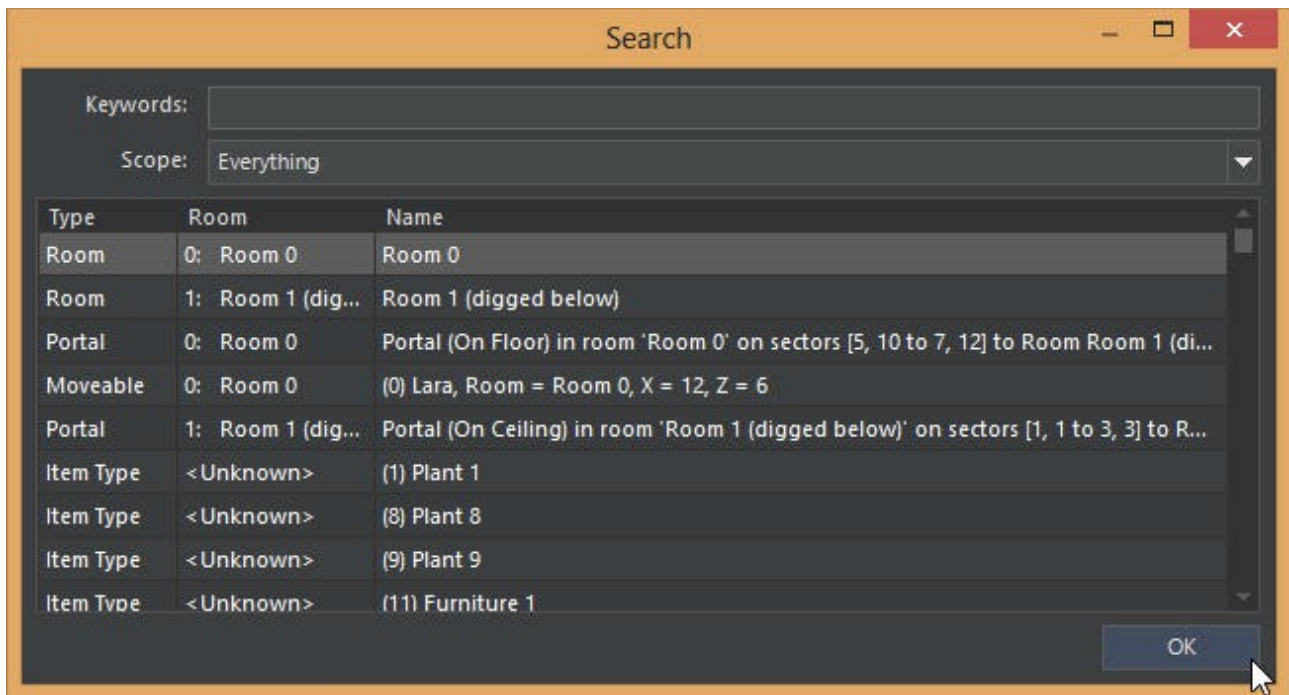 Search
Keywords:
Scope: Everything
Type Room Name
Room 0: Room 0 Room 0
Room 1: Room 1 (dig... Room 1 (digged below)
Portal 0: Room 0 Portal (On Floor) in room 'Room 0' on sectors [5, 10 to 7, 12] to Room Room 1 (di...
Moveable 0: Room 0 (0) Lara, Room = Room 0, X = 12, Z = 6
Portal 1: Room 1 (dig... Portal (On Ceiling) in room 'Room 1 (digged below)' on sectors [1, 1 to 3, 3] to R...
Item Type <Unknown> (1) Plant 1
Item Type <Unknown> (8) Plant 8
Item Type <Unknown> (9) Plant 9
Item Type <Unknown> (11) Furniture 1
OK